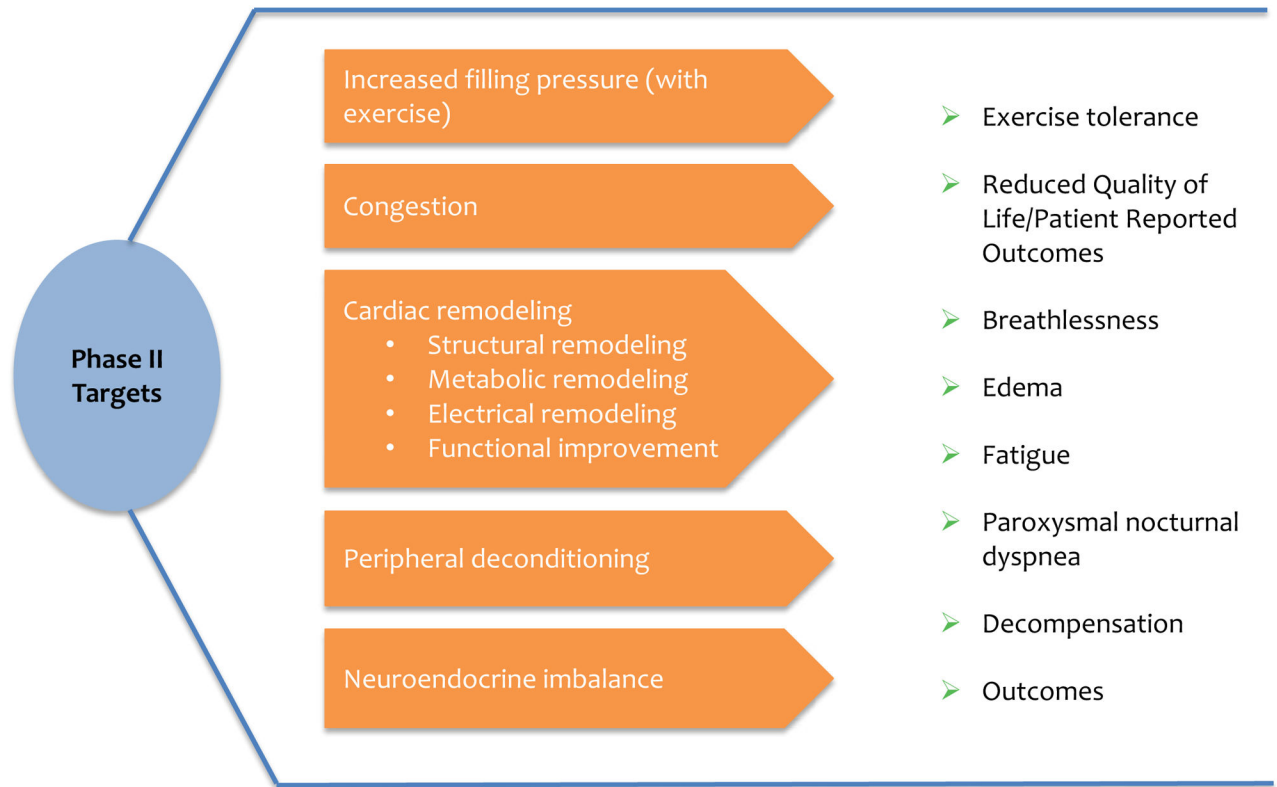 Phase II
Targets
Increased filling pressure (with
exercise)
Congestion
Cardiac remodeling
• Structural remodeling
• Metabolic remodeling
• Electrical remodeling
• Functional improvement
Peripheral deconditioning
Neuroendocrine imbalance
➢ Exercise tolerance
➢ Reduced Quality of
Life/Patient Reported
Outcomes
➢ Breathlessness
➢ Edema
➢ Fatigue
➢ Paroxysmal nocturnal
dyspnea
➢ Decompensation
➢ Outcomes